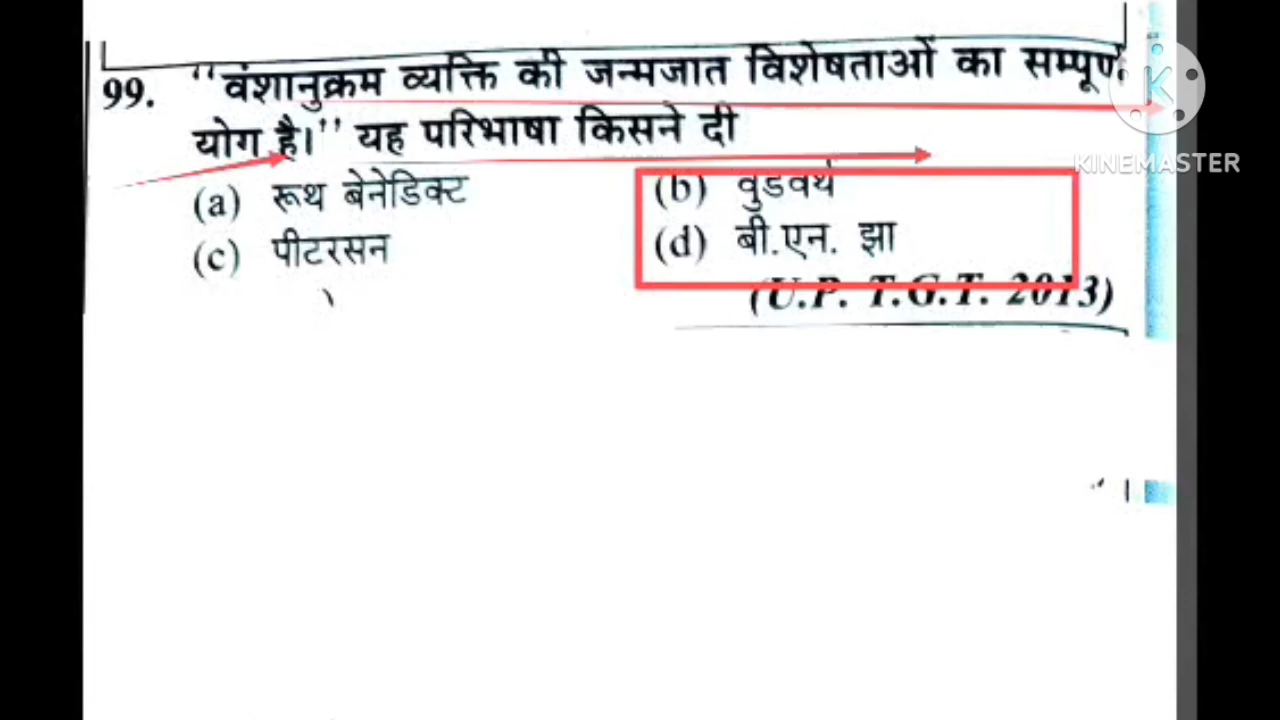 99. "वंशानुक्रम व्यक्ति की जन्मजात विशेषताओं का सम्पूर्ण
योग है।" यह परिभाषा किसने दी
(a) रूथ बेनेडिक्ट (b) वुडवर्थ
(c) पीटरसन (d) बी.एन. झा
(U.P. T.G.T. 2013)
KINEMASTER